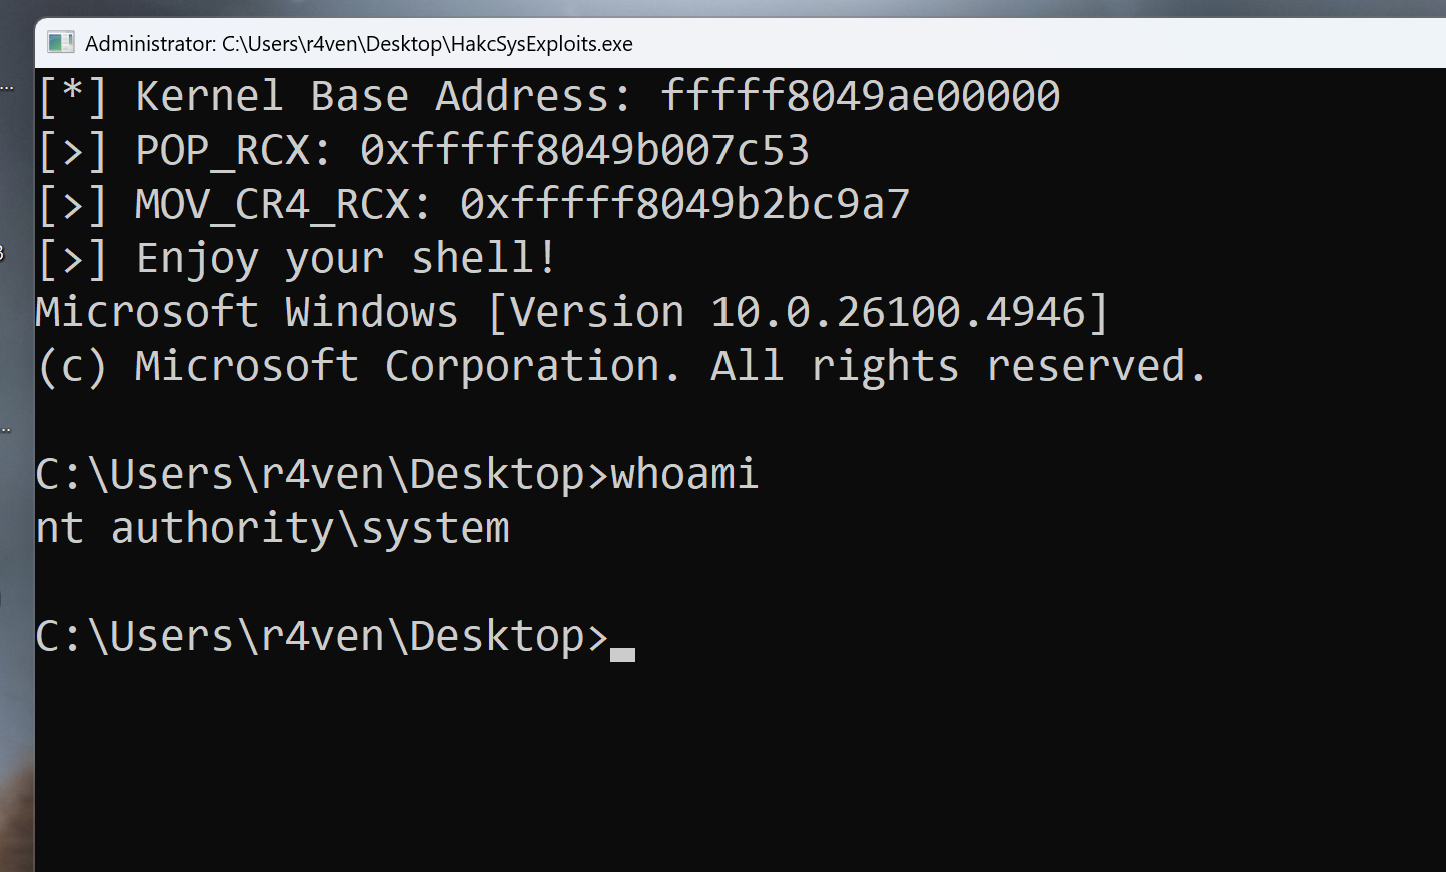 Administrator: C:\Users\r4ven\Desktop\HakcSysExploits.exe
[*] Kernel Base Address: fffff8049ae00000
[>] POP_RCX: 0xfffff8049b007c53
[>] MOV_CR4_RCX: 0xfffff8049b2bc9a7
[>] Enjoy your shell!
Microsoft Windows [Version 10.0.26100.4946]
(c) Microsoft Corporation. All rights reserved.
C:\Users\r4ven\Desktop>whoami
nt authority\system
C:\Users\r4ven\Desktop>